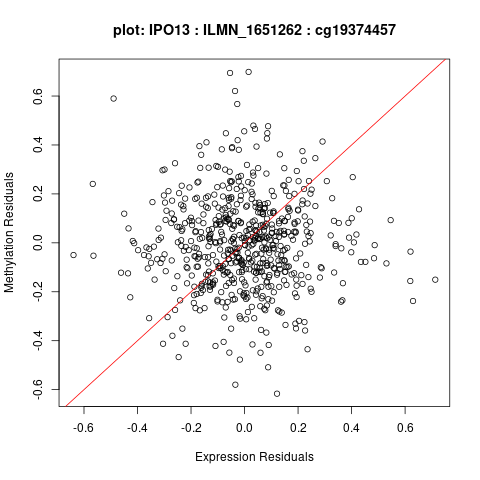 plot: IPO13 : ILMN_1651262 : cg19374457
0.6
0.4
0.2
0.0
-0.2
-0.4
-0.6
Methylation Residuals
-0.6 -0.4 -0.2 0.0 0.2 0.4 0.6
Expression Residuals